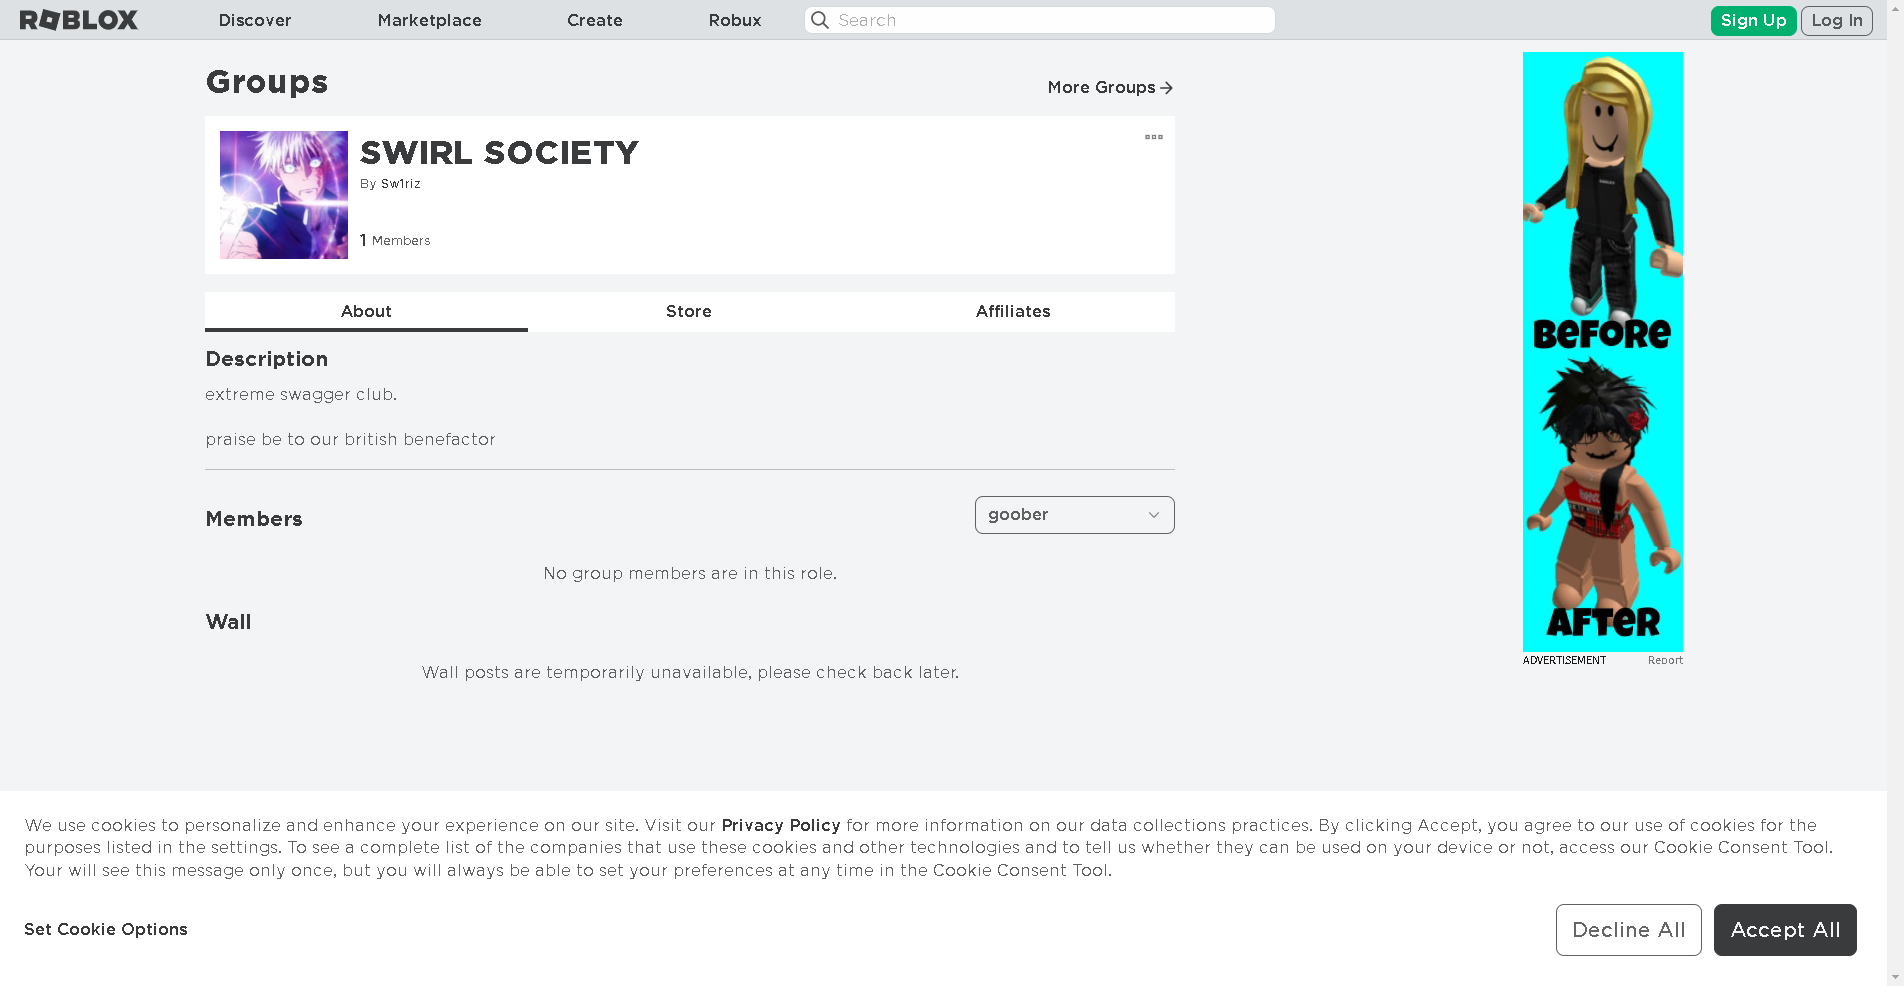 ROBLOX
Discover
Marketplace
Create
Robux
Search
Sign Up
Log In
Groups
More Groups
SWIRL SOCIETY
By Sw1riz
1 Members
About
Store
Affiliates
Description
extreme swagger club.
praise be to our british benefactor
Members
goober
No group members are in this role.
Wall
Wall posts are temporarily unavailable, please check back later.
BEFORE
AFTER
ADVERTISEMENT
Report
We use cookies to personalize and enhance your experience on our site. Visit our Privacy Policy for more information on our data collections practices. By clicking Accept, you agree to our use of cookies for the
purposes listed in the settings. To see a complete list of the companies that use these cookies and other technologies and to tell us whether they can be used on your device or not, access our Cookie Consent Tool.
Your will see this message only once, but you will always be able to set your preferences at any time in the Cookie Consent Tool.
Set Cookie Options
Decline All
Accept All